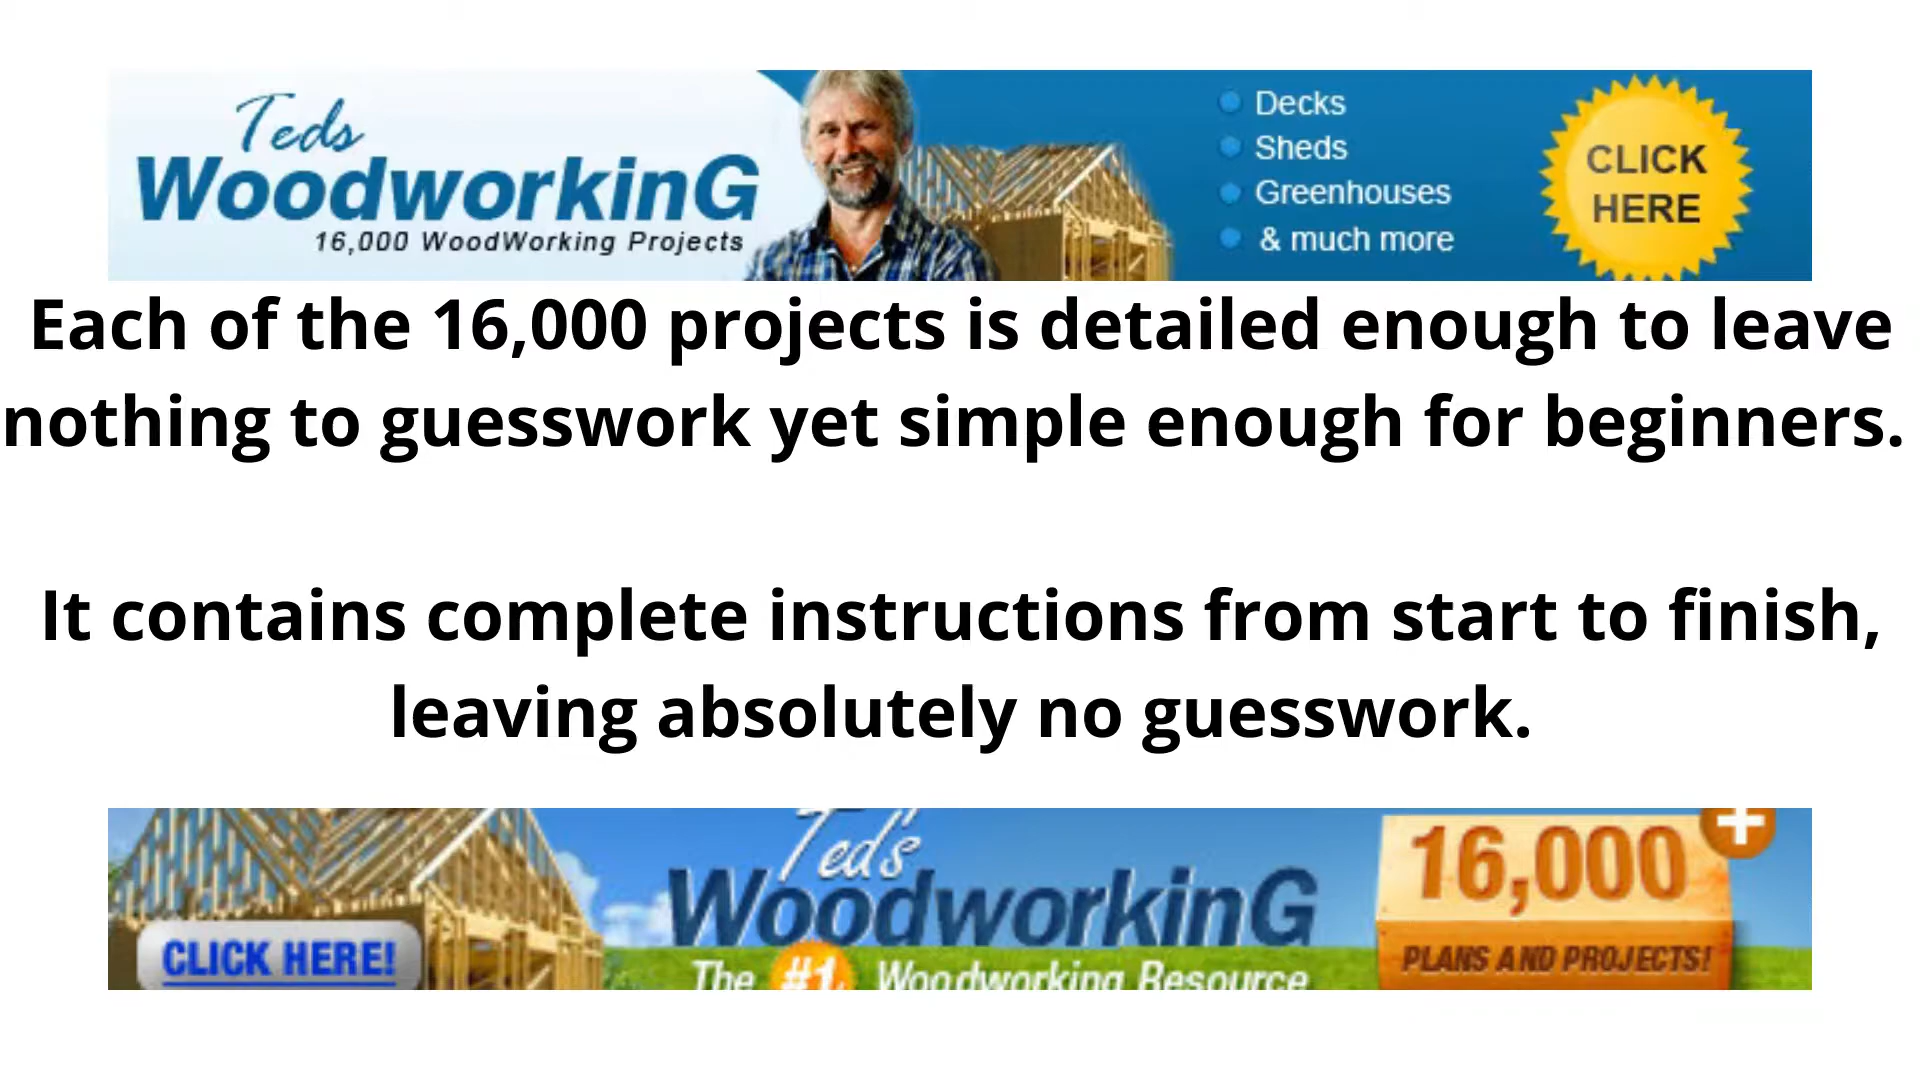 Teds
WoodworkinG
16,000 WoodWorking Projects
Decks
Sheds
Greenhouses
& much more
CLICK
HERE
Each of the 16,000 projects is detailed enough to leave
nothing to guesswork yet simple enough for beginners.
It contains complete instructions from start to finish,
leaving absolutely no guesswork.
CLICK HERE!
Ted's
WoodworkinG
The #1 Woodworking Resource
16,000+
PLANS AND PROJECTS!